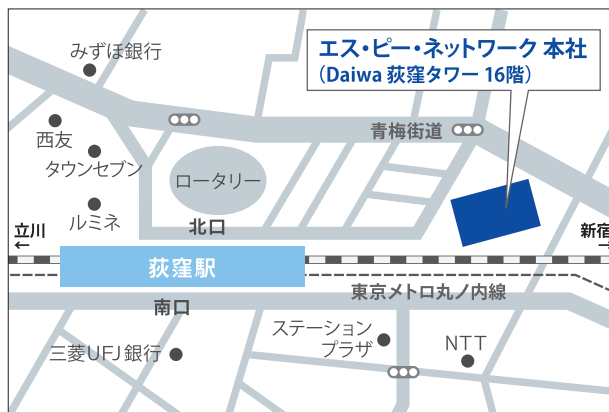 みずほ銀行
エス・ピー・ネットワーク 本社
（Daiwa 荻窪タワー 16階）
西友
タウンセブン
青梅街道
ロータリー
ルミネ
北口
立川
←
新宿
→
荻窪駅
南口
東京メトロ丸ノ内線
ステーション
プラザ
NTT
三菱UFJ銀行